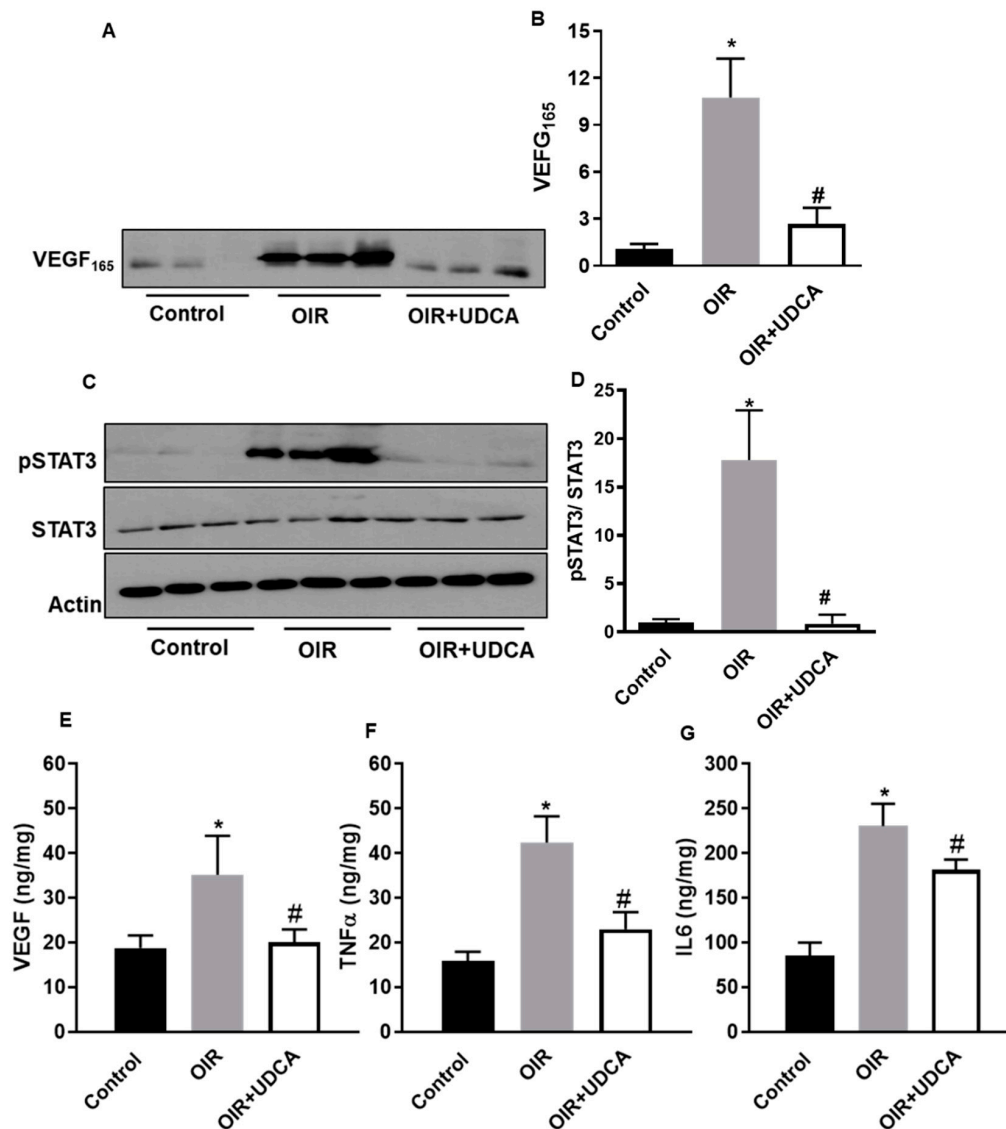 A
VEGF165
Control OIR OIR+UDCA
B
VEFG165
15
12
9
6
3
0
*
#
Control OIR OIR+UDCA
C
pSTAT3
STAT3
Actin
Control OIR OIR+UDCA
D
pSTAT3/ STAT3
25
20
15
10
5
0
*
#
Control OIR OIR+UDCA
E
VEGF (ng/mg)
60
50
40
30
20
10
0
*
#
Control OIR OIR+UDCA
F
TNFα (ng/mg)
60
50
40
30
20
10
0
*
#
Control OIR OIR+UDCA
G
IL6 (ng/mg)
300
250
200
150
100
50
0
*
#
Control OIR OIR+UDCA